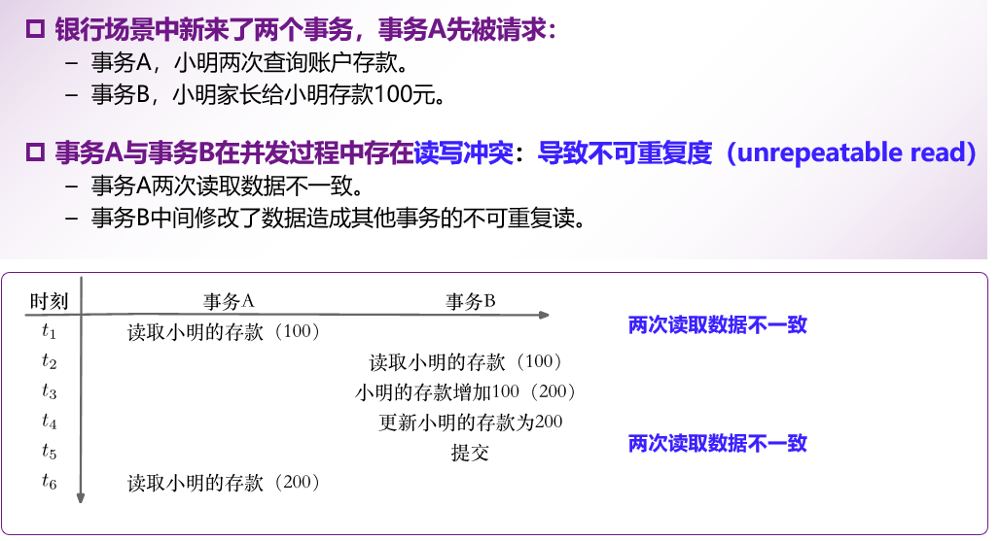 银行场景中新来了两个事务，事务A先被请求：
– 事务A，小明两次查询账户存款。
– 事务B，小明家长给小明存款100元。
事务A与事务B在并发过程中存在读写冲突：导致不可重复度（unrepeatable read）
– 事务A两次读取数据不一致。
– 事务B中间修改了数据造成其他事务的不可重复读。
时刻 事务A 事务B
t1 读取小明的存款（100）
两次读取数据不一致
t2 读取小明的存款（100）
t3 小明的存款增加100（200）
t4 更新小明的存款为200
t5 提交
两次读取数据不一致
t6 读取小明的存款（200）